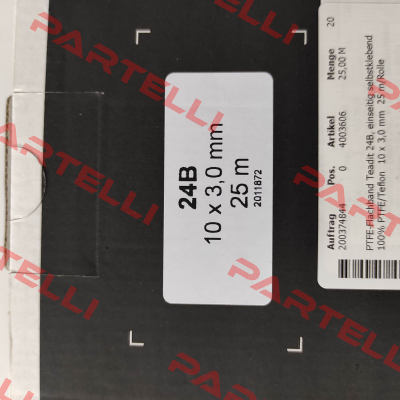 24B
10 x 3,0 mm
25 m
2011872
Auftrag Pos. Artikel Menge 20
200374844 0 4003606 25,00 M
PTFE-Flachband Teadit 24B, einseitig selbstklebend
100% PTFE/Teflon 10 x 3,0 mm 25 m/Rolle
PARTELLI
PARTELLI
PARTELLI
PARTELLI
PARTELLI